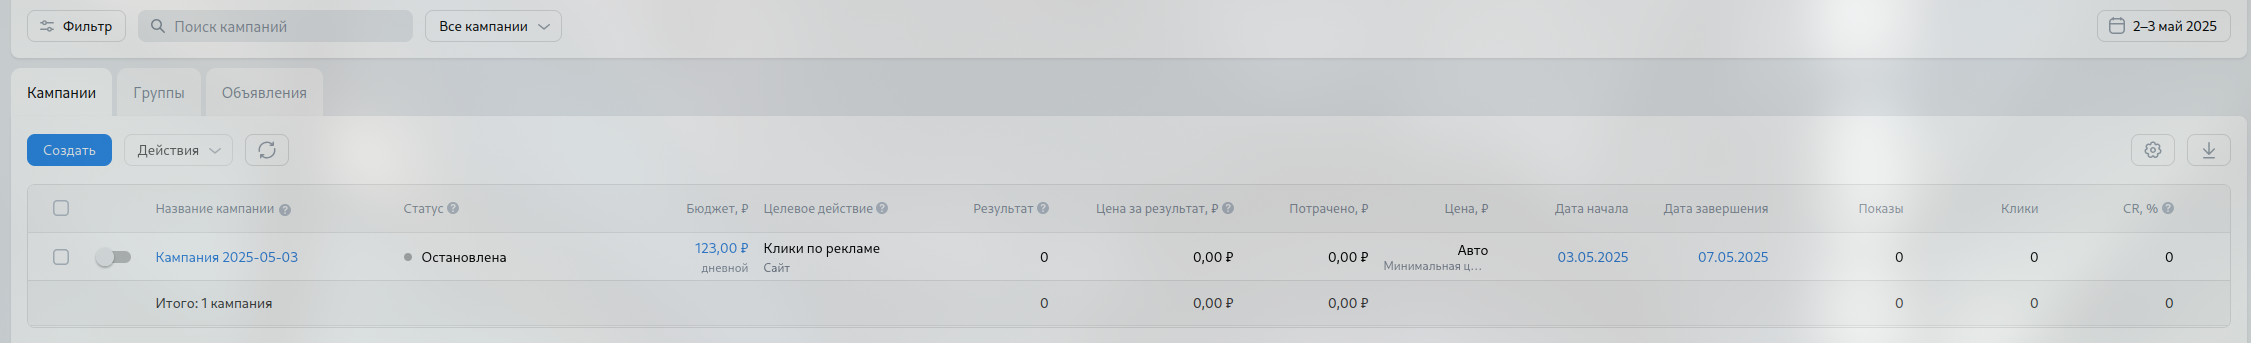 Фильтр Поиск кампаний Все кампании 2–3 май 2025
Кампании Группы Объявления
Создать Действия
Название кампании Статус Бюджет, ₽ Целевое действие Результат Цена за результат, ₽ Потрачено, ₽ Цена, ₽ Дата начала Дата завершения Показы Клики CR, %
Кампания 2025-05-03 Остановлена 123,00 ₽ Клики по рекламе 0 0,00 ₽ 0,00 ₽ Авто 03.05.2025 07.05.2025 0 0 0
дневной Сайт Минимальная ц...
Итого: 1 кампания 0 0,00 ₽ 0,00 ₽ 0 0 0